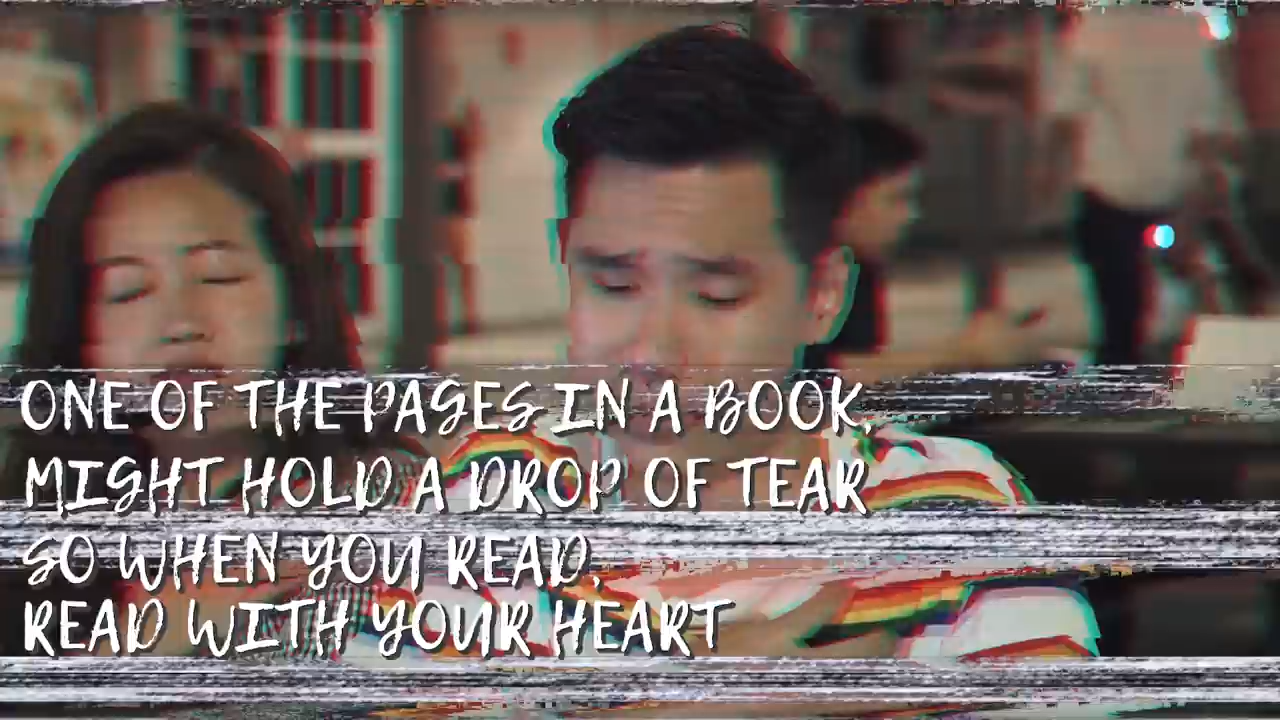 ONE OF THE PAGES IN A BOOK,
MIGHT HOLD A DROP OF TEAR
SO WHEN YOU READ,
READ WITH YOUR HEART